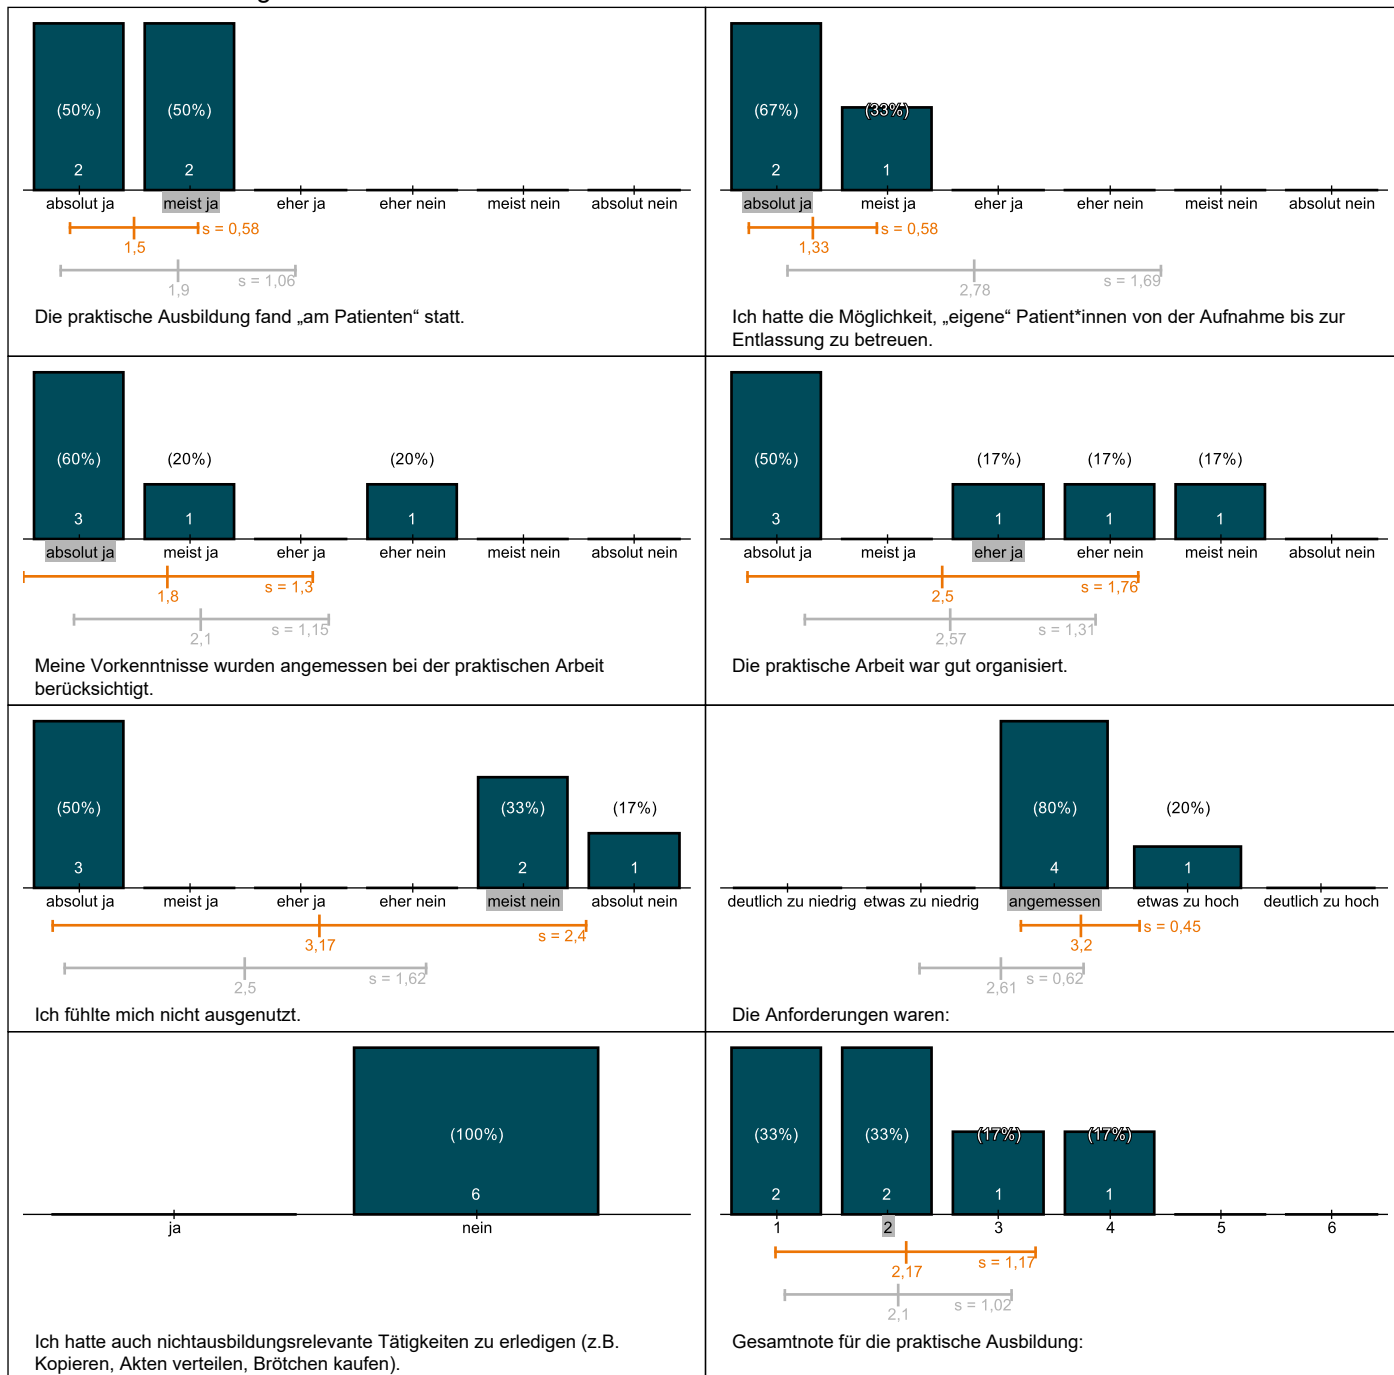 (50%)
(50%)
2
2
absolut ja
meist ja
eher ja
eher nein
meist nein
absolut nein
s = 0,58
1,5
s = 1,06
1,9
Die praktische Ausbildung fand „am Patienten“ statt.
(67%)
(33%)
2
1
absolut ja
meist ja
eher ja
eher nein
meist nein
absolut nein
s = 0,58
1,33
s = 1,69
2,78
Ich hatte die Möglichkeit, „eigene“ Patient*innen von der Aufnahme bis zur
Entlassung zu betreuen.
(60%)
(20%)
(20%)
3
1
1
absolut ja
meist ja
eher ja
eher nein
meist nein
absolut nein
s = 1,3
1,8
s = 1,15
2,1
Meine Vorkenntnisse wurden angemessen bei der praktischen Arbeit
berücksichtigt.
(50%)
(17%)
(17%)
(17%)
3
1
1
1
absolut ja
meist ja
eher ja
eher nein
meist nein
absolut nein
s = 1,76
2,5
s = 1,31
2,57
Die praktische Arbeit war gut organisiert.
(50%)
(33%)
(17%)
3
2
1
absolut ja
meist ja
eher ja
eher nein
meist nein
absolut nein
s = 2,4
3,17
s = 1,62
2,5
Ich fühlte mich nicht ausgenutzt.
(80%)
(20%)
4
1
deutlich zu niedrig
etwas zu niedrig
angemessen
etwas zu hoch
deutlich zu hoch
s = 0,45
3,2
s = 0,62
2,61
Die Anforderungen waren:
(100%)
6
ja
nein
Ich hatte auch nichtausbildungsrelevante Tätigkeiten zu erledigen (z.B.
Kopieren, Akten verteilen, Brötchen kaufen).
(33%)
(33%)
(17%)
(17%)
2
2
1
1
1
2
3
4
5
6
s = 1,17
2,17
s = 1,02
2,1
Gesamtnote für die praktische Ausbildung: